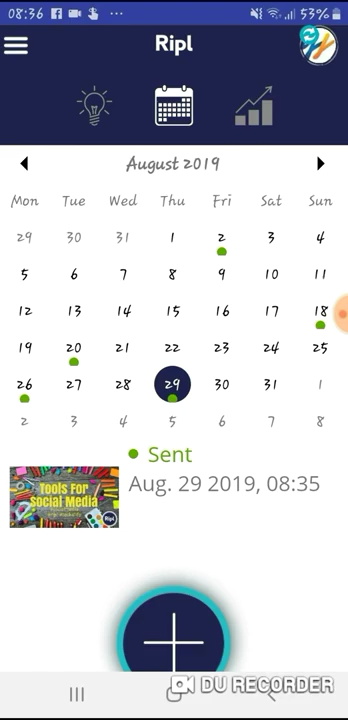 08:36 53%
Ripl
August 2019
Mon Tue Wed Thu Fri Sat Sun
29 30 31 1 2 3 4
5 6 7 8 9 10 11
12 13 14 15 16 17 18
19 20 21 22 23 24 25
26 27 28 29 30 31 1
2 3 4 5 6 7 8
Sent
Aug. 29 2019, 08:35
Tools For
Social Media
Ripl
DU RECORDER